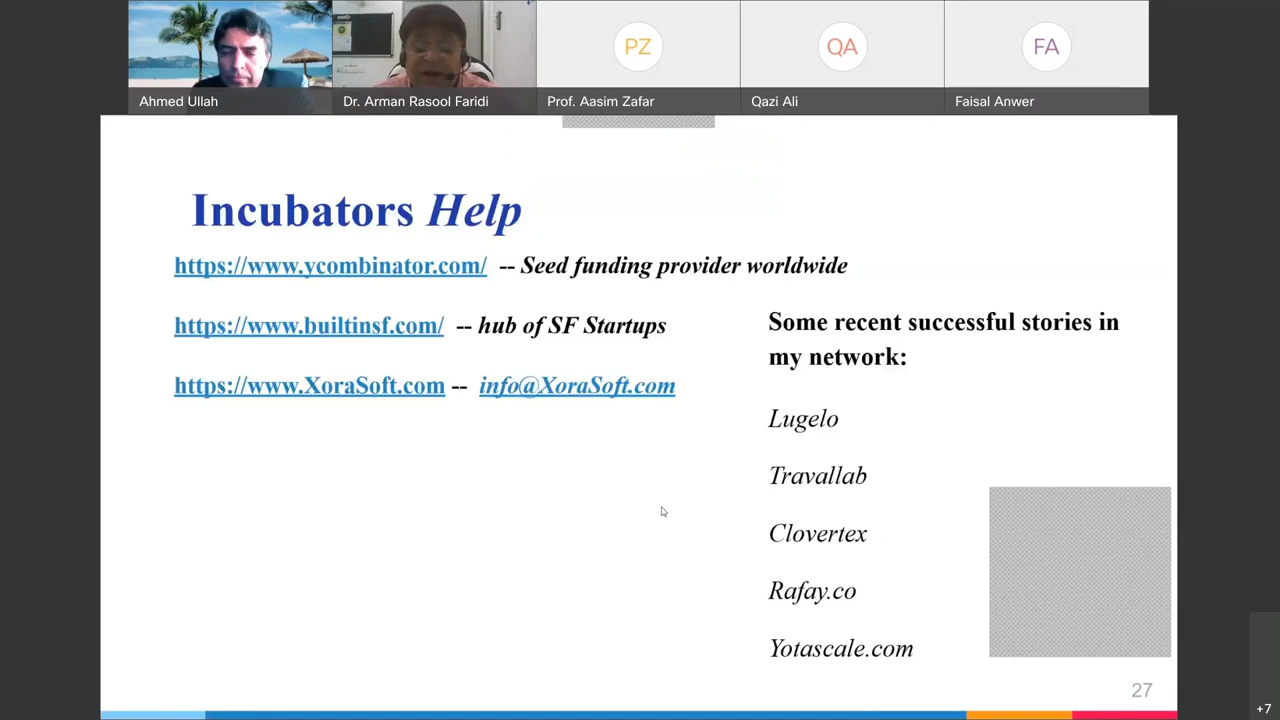 PZ
QA
FA
Ahmed Ullah
Dr. Arman Rasool Faridi
Prof. Aasim Zafar
Qazi Ali
Faisal Anwer
Incubators Help
https://www.ycombinator.com/ -- Seed funding provider worldwide
https://www.builtinsf.com/ -- hub of SF Startups
https://www.XoraSoft.com -- info@XoraSoft.com
Some recent successful stories in
my network:
Lugelo
Travallab
Clovertex
Rafay.co
Yotascale.com
27
+7